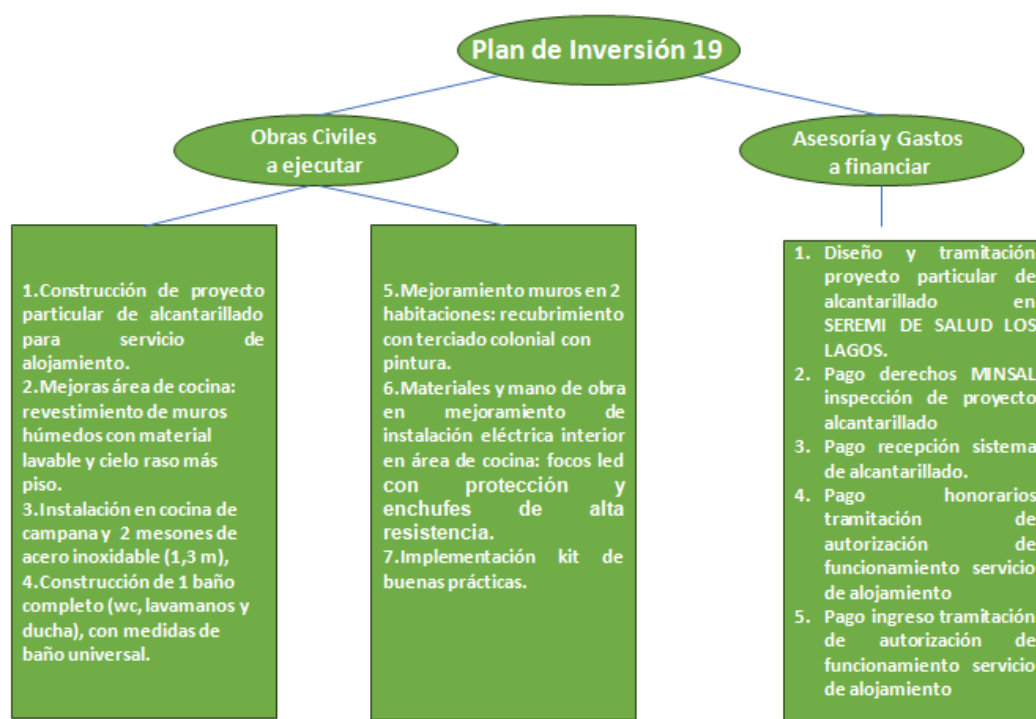 Plan de Inversión 19
Obras Civiles
a ejecutar
Asesoría y Gastos
a financiar
1.Construcción de proyecto
particular de alcantarillado
para servicio de
alojamiento.
2.Mejoras área de cocina:
revestimiento de muros
húmedos con material
lavable y cielo raso más
piso.
3.Instalación en cocina de
campana y 2 mesones de
acero inoxidable (1,3 m),
4.Construcción de 1 baño
completo (wc, lavamanos y
ducha), con medidas de
baño universal.
5.Mejoramiento muros en 2
habitaciones: recubrimiento
con terciado colonial con
pintura.
6.Materiales y mano de obra
en mejoramiento de
instalación eléctrica interior
en área de cocina: focos led
con protección y
enchufes de alta
resistencia.
7.Implementación kit de
buenas prácticas.
1. Diseño y tramitación
proyecto particular de
alcantarillado en
SEREMI DE SALUD LOS
LAGOS.
2. Pago derechos MINSAL
inspección de proyecto
alcantarillado
3. Pago recepción sistema
de alcantarillado.
4. Pago honorarios
tramitación de
autorización de
funcionamiento servicio
de alojamiento
5. Pago ingreso tramitación
de autorización de
funcionamiento servicio
de alojamiento